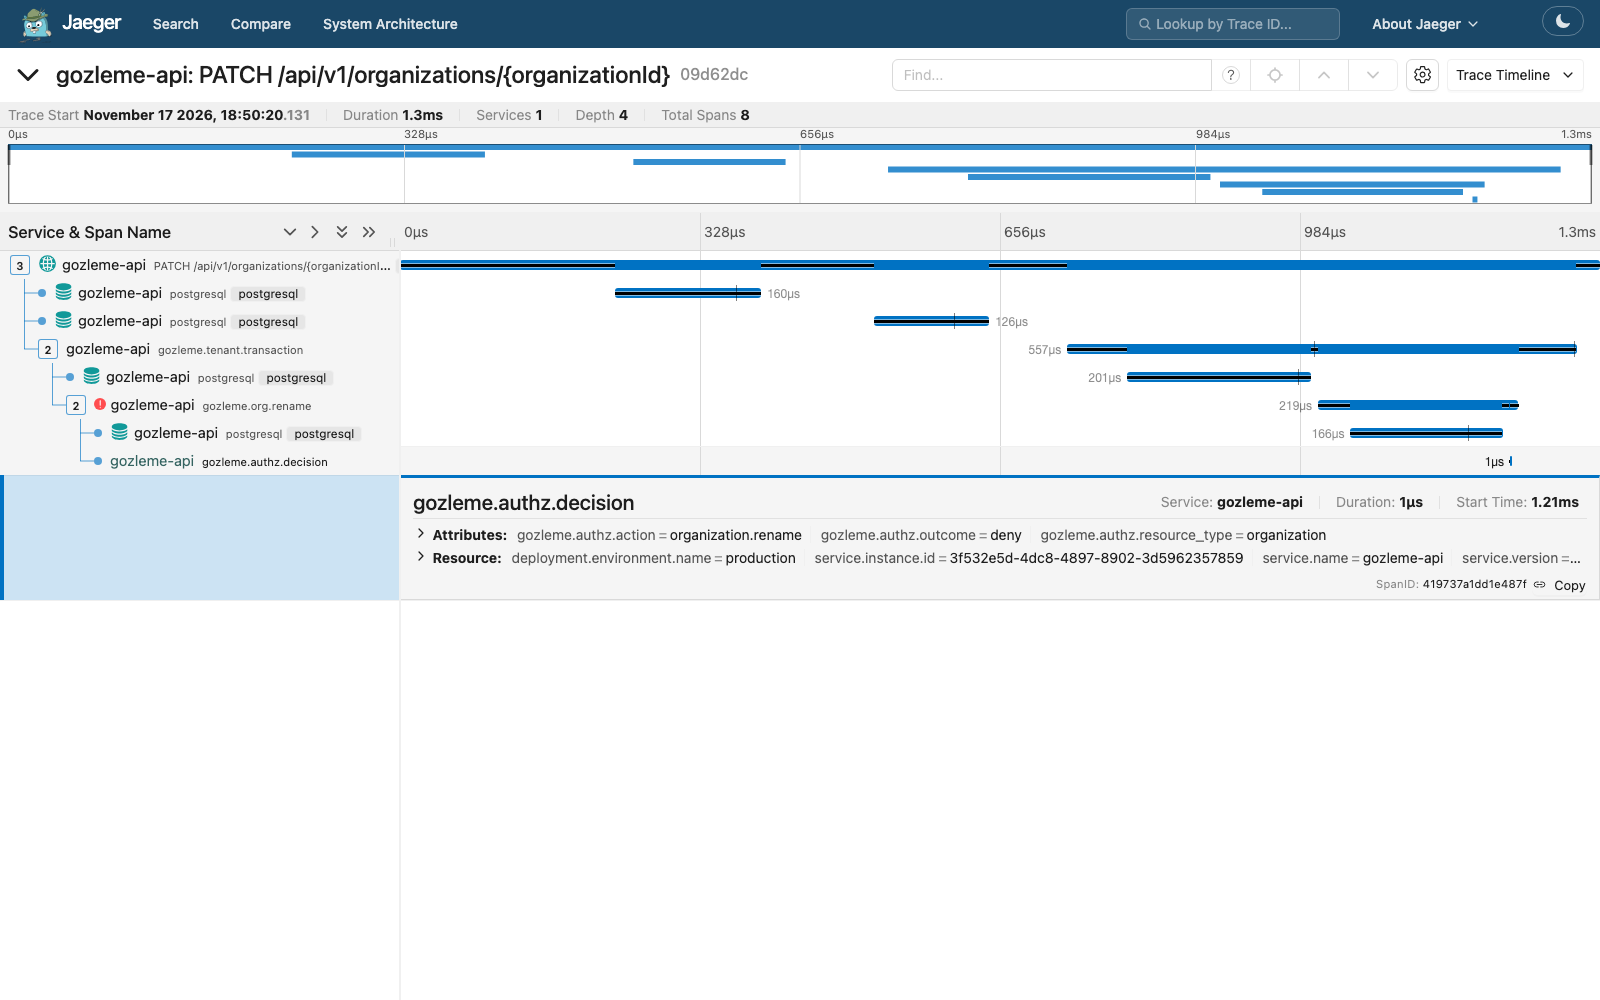 Jaeger Search Compare System Architecture Lookup by Trace ID... About Jaeger
gozleme-api: PATCH /api/v1/organizations/{organizationId} 09d62dc Find... ? Trace Timeline
Trace Start November 17 2026, 18:50:20.131 Duration 1.3ms Services 1 Depth 4 Total Spans 8
0μs 328μs 656μs 984μs 1.3ms
Service & Span Name 0μs 328μs 656μs 984μs 1.3ms
3 gozleme-api PATCH /api/v1/organizations/{organizationI...
gozleme-api postgresql postgresql 160μs
gozleme-api postgresql postgresql 126μs
2 gozleme-api gozleme.tenant.transaction 557μs
gozleme-api postgresql postgresql 201μs
2 gozleme-api gozleme.org.rename 219μs
gozleme-api postgresql postgresql 166μs
gozleme-api gozleme.authz.decision 1μs
gozleme.authz.decision Service: gozleme-api Duration: 1μs Start Time: 1.21ms
Attributes: gozleme.authz.action = organization.rename gozleme.authz.outcome = deny gozleme.authz.resource_type = organization
Resource: deployment.environment.name = production service.instance.id = 3f532e5d-4dc8-4897-8902-3d5962357859 service.name = gozleme-api service.version =...
SpanID: 419737a1dd1e487f Copy